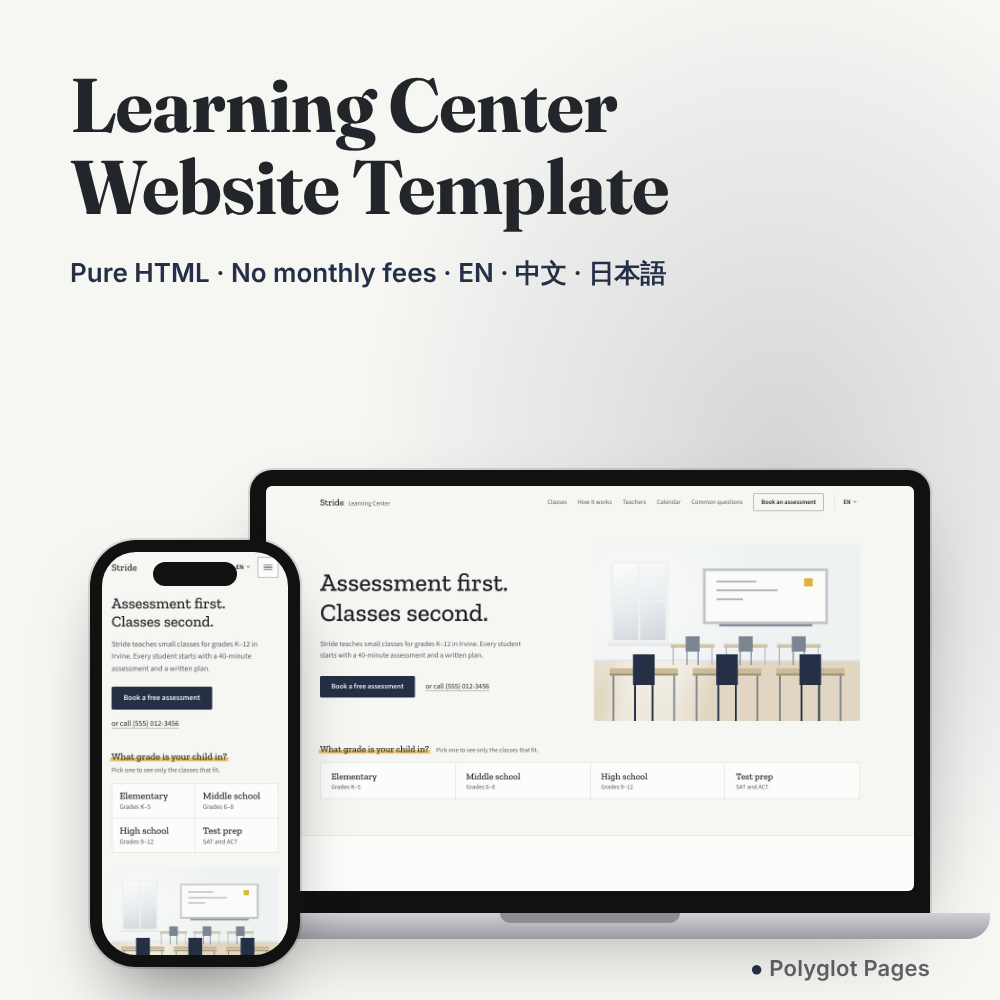 Learning Center
Website Template
Pure HTML · No monthly fees · EN · 中文 · 日本語
Stride Learning Center
Classes How it works Teachers Calendar Common questions Book an assessment EN
Assessment first.
Classes second.
Stride teaches small classes for grades K–12 in Irvine. Every student
starts with a 40-minute assessment and a written plan.
Book a free assessment or call (555) 012-3456
What grade is your child in? Pick one to see only the classes that fit.
Elementary Middle school High school Test prep
Grades K–5 Grades 6–8 Grades 9–12 SAT and ACT
Stride EN
Assessment first.
Classes second.
Stride teaches small classes for grades K–12 in
Irvine. Every student starts with a 40-minute
assessment and a written plan.
Book a free assessment
or call (555) 012-3456
What grade is your child in?
Pick one to see only the classes that fit.
Elementary Middle school
Grades K–5 Grades 6–8
High school Test prep
Grades 9–12 SAT and ACT
Polyglot Pages